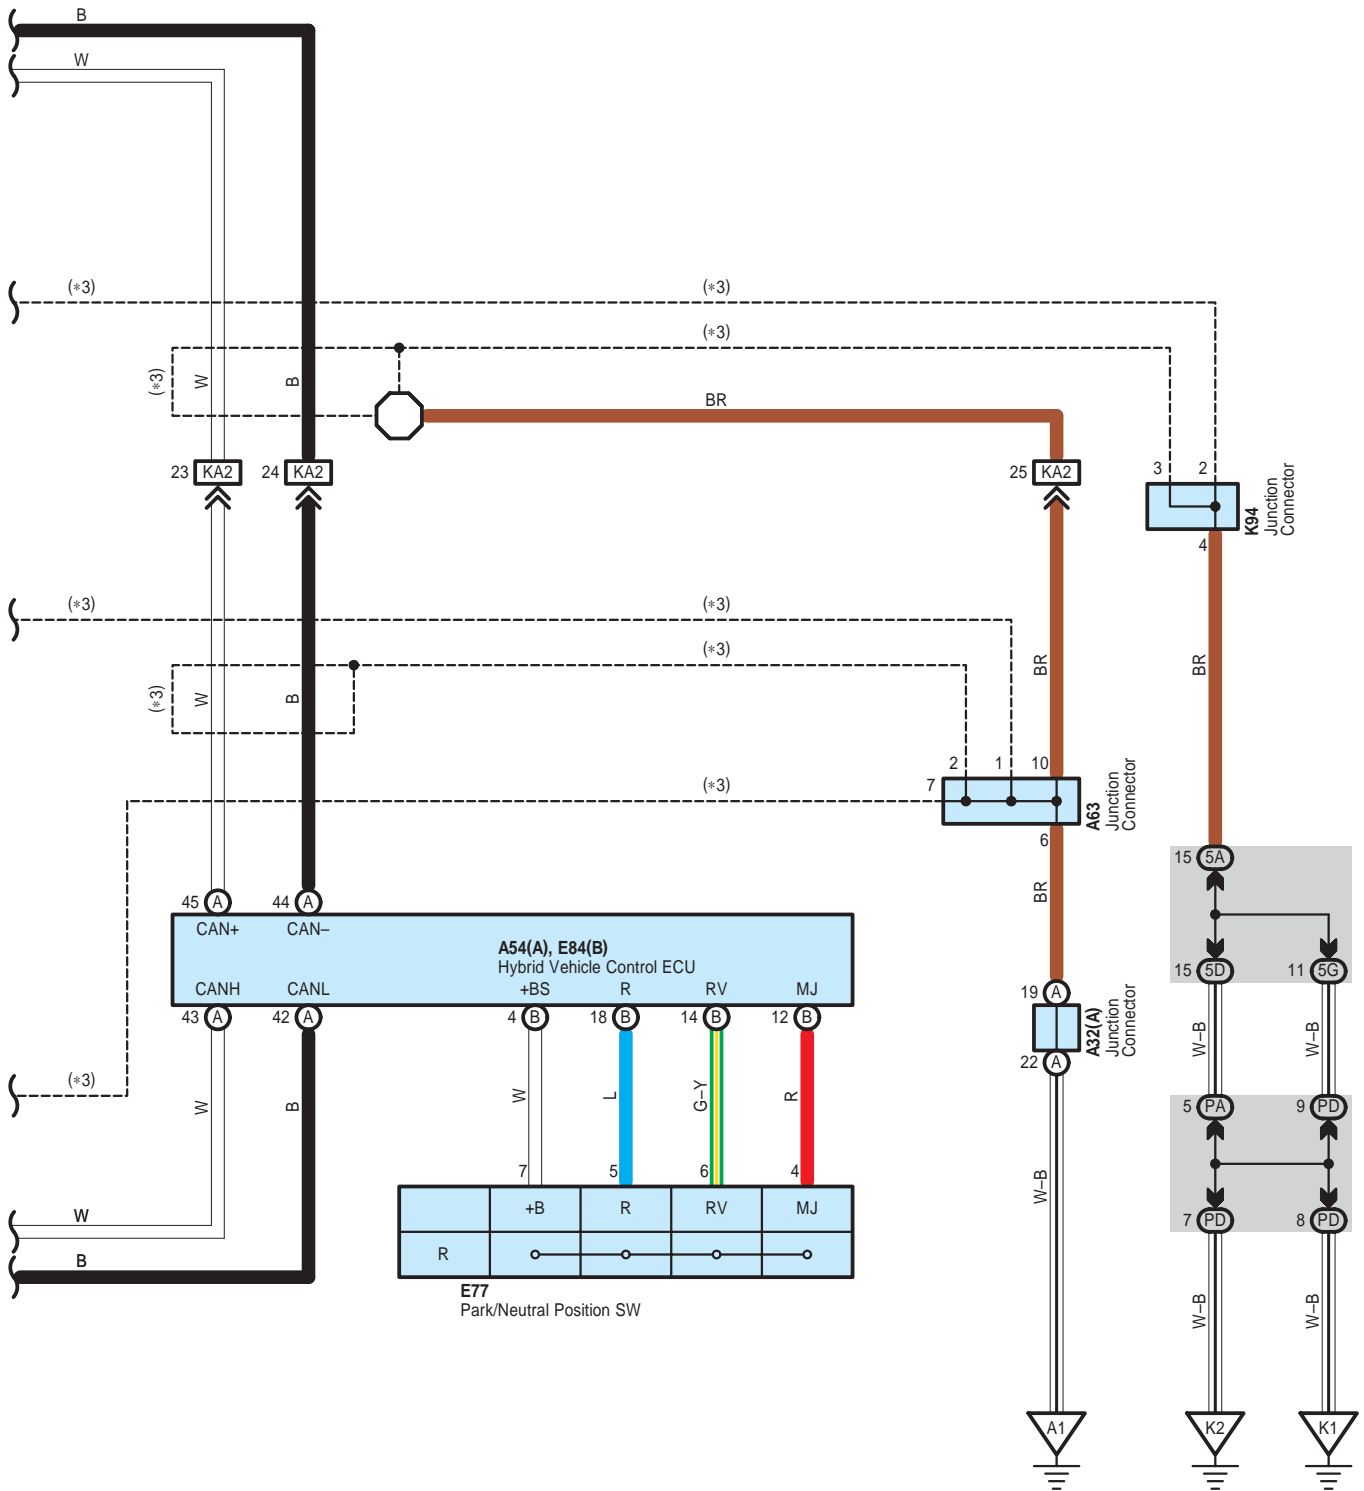 B
W
(*3)
(*3)
(*3)
(*3)
W
B
BR
23 KA2
24 KA2
25 KA2
3
2
K94
Junction
Connector
4
(*3)
(*3)
(*3)
(*3)
W
B
BR
BR
2
1
10
7
(*3)
A63
Junction
Connector
6
BR
15 5A
45 A
44 A
CAN+
CAN–
A54(A), E84(B)
Hybrid Vehicle Control ECU
CANH
CANL
+BS
R
RV
MJ
15 5D
11 5G
19 A
A32(A)
Junction
Connector
43 A
42 A
4 B
18 B
14 B
12 B
22 A
W–B
W–B
(*3)
W
B
W
L
G–Y
R
5 PA
9 PD
7
5
6
4
W–B
W
+B
R
RV
MJ
7 PD
8 PD
B
R
E77
Park/Neutral Position SW
W–B
W–B
A1
K2
K1